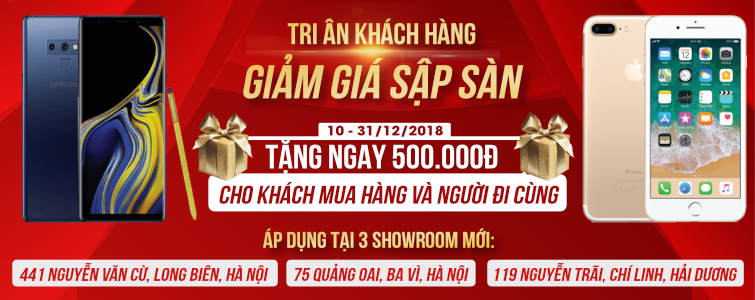 TRI ÂN KHÁCH HÀNG
GIẢM GIÁ SẬP SÀN
10 - 31/12/2018
TẶNG NGAY 500.000Đ
CHO KHÁCH MUA HÀNG VÀ NGƯỜI ĐI CÙNG
ÁP DỤNG TẠI 3 SHOWROOM MỚI:
441 NGUYỄN VĂN CỪ, LONG BIÊN, HÀ NỘI
75 QUẢNG OAI, BA VÌ, HÀ NỘI
119 NGUYỄN TRÃI, CHÍ LINH, HẢI DƯƠNG
SAMSUNG